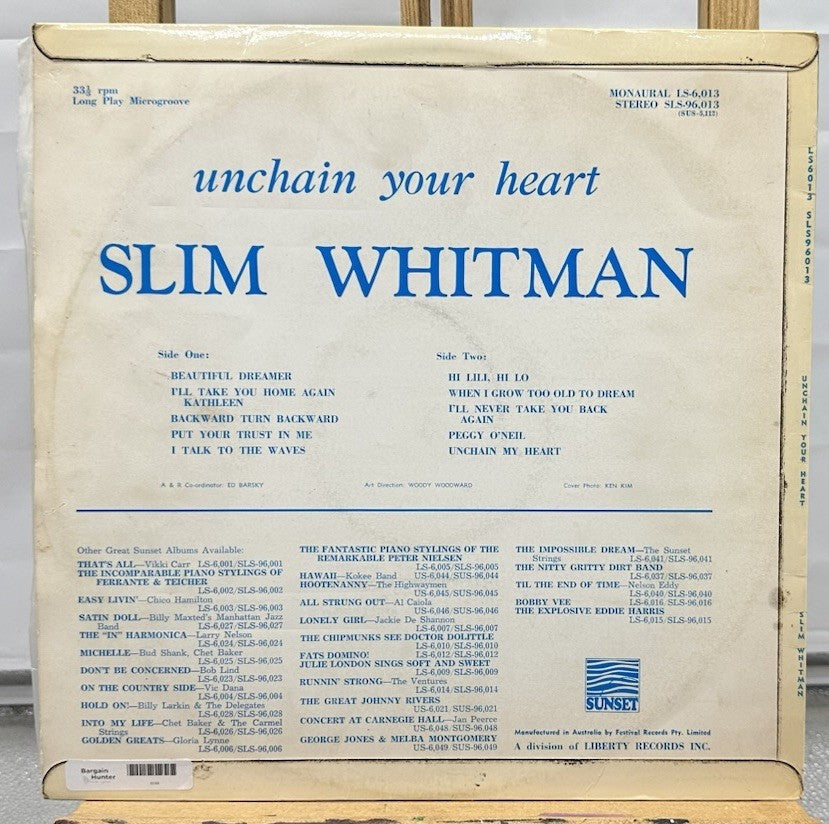 33⅓ rpm
Long Play Microgroove
MONAURAL LS-6,013
STEREO SLS-96,013
(SUS-5,112)
unchain your heart
SLIM WHITMAN
Side One:
BEAUTIFUL DREAMER
I'LL TAKE YOU HOME AGAIN
KATHLEEN
BACKWARD TURN BACKWARD
PUT YOUR TRUST IN ME
I TALK TO THE WAVES
Side Two:
HI LILI, HI LO
WHEN I GROW TOO OLD TO DREAM
I'LL NEVER TAKE YOU BACK
AGAIN
PEGGY O'NEIL
UNCHAIN MY HEART
A & R Co-ordinator: ED BARSKY
Art Direction: WOODY WOODWARD
Cover Photo: KEN KIM
Other Great Sunset Albums Available:
THAT'S ALL—Vikki Carr LS-6,001/SLS-96,001
THE INCOMPARABLE PIANO STYLINGS OF
FERRANTE & TEICHER
LS-6,002/SLS-96,002
EASY LIVIN'—Chico Hamilton
LS-6,003/SLS-96,003
SATIN DOLL—Billy Maxted's Manhattan Jazz
Band LS-6,027/SLS-96,027
THE "IN" HARMONICA—Larry Nelson
LS-6,024/SLS-96,024
MICHELLE—Bud Shank, Chet Baker
LS-6,025/SLS-96,025
DON'T BE CONCERNED—Bob Lind
LS-6,023/SLS-96,023
ON THE COUNTRY SIDE—Vic Dana
LS-6,004/SLS-96,004
HOLD ON!—Billy Larkin & The Delegates
LS-6,028/SLS-96,028
INTO MY LIFE—Chet Baker & The Carmel
Strings LS-6,026/SLS-96,026
GOLDEN GREATS—Gloria Lynne
LS-6,006/SLS-96,006
THE FANTASTIC PIANO STYLINGS OF THE
REMARKABLE PETER NIELSEN
LS-6,005/SLS-96,005
HAWAII—Kokee Band US-6,044/SUS-96,044
HOOTENANNY—The Highwaymen
US-6,045/SUS-96,045
ALL STRUNG OUT—Al Caiola
US-6,046/SUS-96,046
LONELY GIRL—Jackie De Shannon
LS-6,007/SLS-96,007
THE CHIPMUNKS SEE DOCTOR DOLITTLE
LS-6,010/SLS-96,010
FATS DOMINO! LS-6,012/SLS-96,012
JULIE LONDON SINGS SOFT AND SWEET
LS-6,009/SLS-96,009
RUNNIN' STRONG—The Ventures
LS-6,014/SLS-96,014
THE GREAT JOHNNY RIVERS
US-6,021/SUS-96,021
CONCERT AT CARNEGIE HALL—Jan Peerce
US-6,048/SUS-96,048
GEORGE JONES & MELBA MONTGOMERY
US-6,049/SUS-96,049
THE IMPOSSIBLE DREAM—The Sunset
Strings LS-6,041/SLS-96,041
THE NITTY GRITTY DIRT BAND
LS-6,037/SLS-96,037
TIL THE END OF TIME—Nelson Eddy
LS-6,040/SLS-96,040
BOBBY VEE LS-6,016/SLS-96,016
THE EXPLOSIVE EDDIE HARRIS
LS-6,015/SLS-96,015
SUNSET
Manufactured in Australia by Festival Records Pty. Limited
A division of LIBERTY RECORDS INC.
LS6013 SLS96013
UNCHAIN YOUR HEART
SLIM WHITMAN
Bargain
Hunter